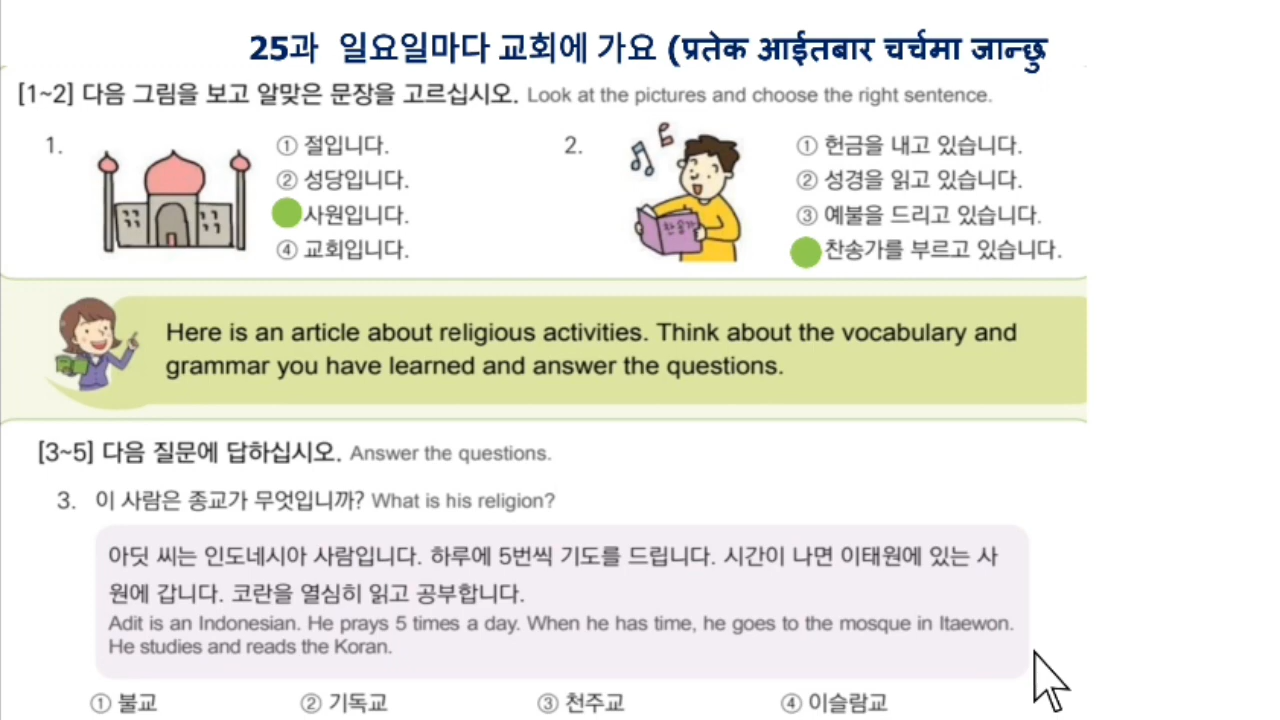 25과 일요일마다 교회에 가요 (प्रतेक आईतबार चर्चमा जान्छु
[1~2] 다음 그림을 보고 알맞은 문장을 고르십시오. Look at the pictures and choose the right sentence.
1.
① 절입니다.
② 성당입니다.
사원입니다.
④ 교회입니다.
2.
찬송가
① 헌금을 내고 있습니다.
② 성경을 읽고 있습니다.
③ 예불을 드리고 있습니다.
찬송가를 부르고 있습니다.
Here is an article about religious activities. Think about the vocabulary and
grammar you have learned and answer the questions.
[3~5] 다음 질문에 답하십시오. Answer the questions.
3. 이 사람은 종교가 무엇입니까? What is his religion?
아딧 씨는 인도네시아 사람입니다. 하루에 5번씩 기도를 드립니다. 시간이 나면 이태원에 있는 사
원에 갑니다. 코란을 열심히 읽고 공부합니다.
Adit is an Indonesian. He prays 5 times a day. When he has time, he goes to the mosque in Itaewon.
He studies and reads the Koran.
① 불교 ② 기독교 ③ 천주교 ④ 이슬람교